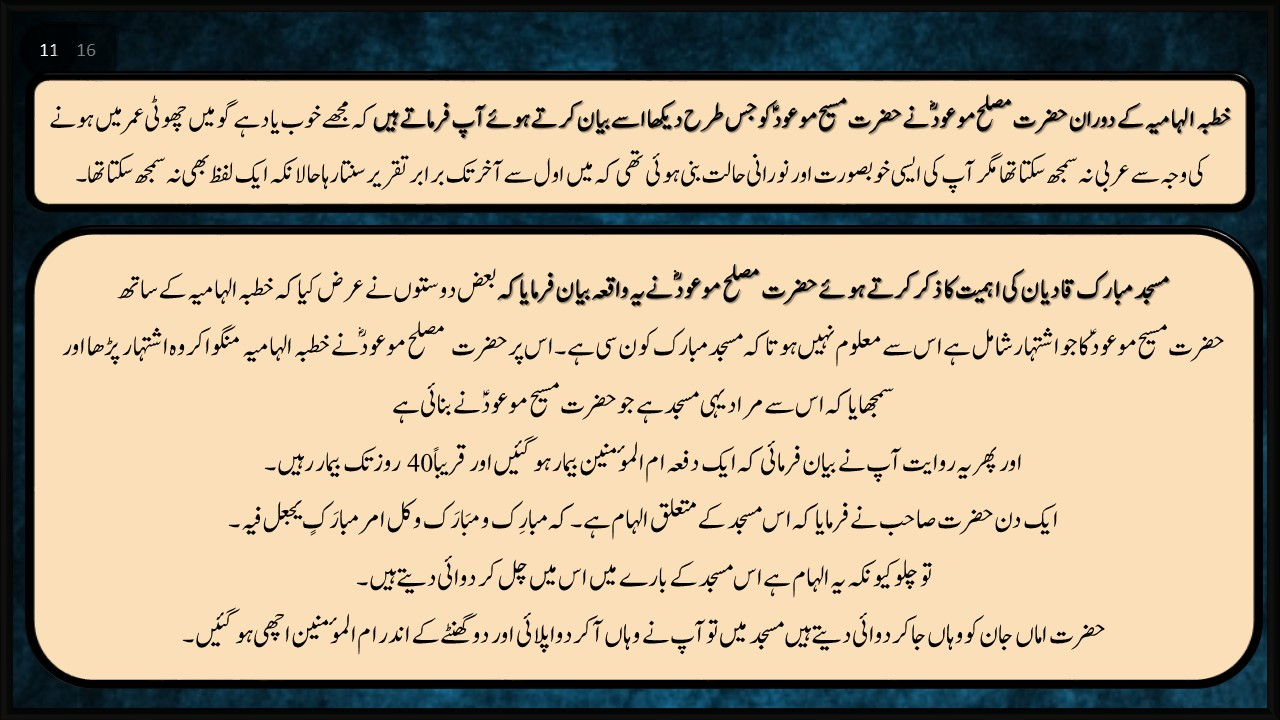 11 16
خطبہ الہامیہ کے دوران حضرت مصلح موعودؓ نے حضرت مسیح موعودؑ کو جس طرح دیکھا اسے بیان کرتے ہوئے آپ فرماتے ہیں کہ مجھے خوب یاد ہے گو میں چھوٹی عمر میں ہونے
کی وجہ سے عربی نہ سمجھ سکتا تھا مگر آپ کی ایسی خوبصورت اور نورانی حالت بنی ہوئی تھی کہ میں اول سے آخر تک برابر تقریر سنتا رہا حالانکہ ایک لفظ بھی نہ سمجھ سکتا تھا۔
مسجد مبارک قادیان کی اہمیت کا ذکر کرتے ہوئے حضرت مصلح موعودؓ نے یہ واقعہ بیان فرمایا کہ بعض دوستوں نے عرض کیا کہ خطبہ الہامیہ کے ساتھ
حضرت مسیح موعودؑ کا جو اشتہار شامل ہے اس سے معلوم نہیں ہوتا کہ مسجد مبارک کون سی ہے۔ اس پر حضرت مصلح موعودؓ نے خطبہ الہامیہ منگوا کر وہ اشتہار پڑھا اور
سمجھایا کہ اس سے مراد یہی مسجد ہے جو حضرت مسیح موعودؑ نے بنائی ہے
اور پھر یہ روایت آپ نے بیان فرمائی کہ ایک دفعہ ام المؤمنین بیمار ہو گئیں اور قریباً 40 روز تک بیمار رہیں۔
ایک دن حضرت صاحب نے فرمایا کہ اس مسجد کے متعلق الہام ہے۔ کہ مبارِک و مبَارَک و کل امر مبارَکٍ یجعل فیہ۔
تو چلو کیونکہ یہ الہام ہے اس مسجد کے بارے میں اس میں چل کر دوائی دیتے ہیں۔
حضرت اماں جان کو وہاں جا کر دوائی دیتے ہیں مسجد میں تو آپ نے وہاں آکر دوا پلائی اور دو گھنٹے کے اندر ام المؤمنین اچھی ہو گئیں۔